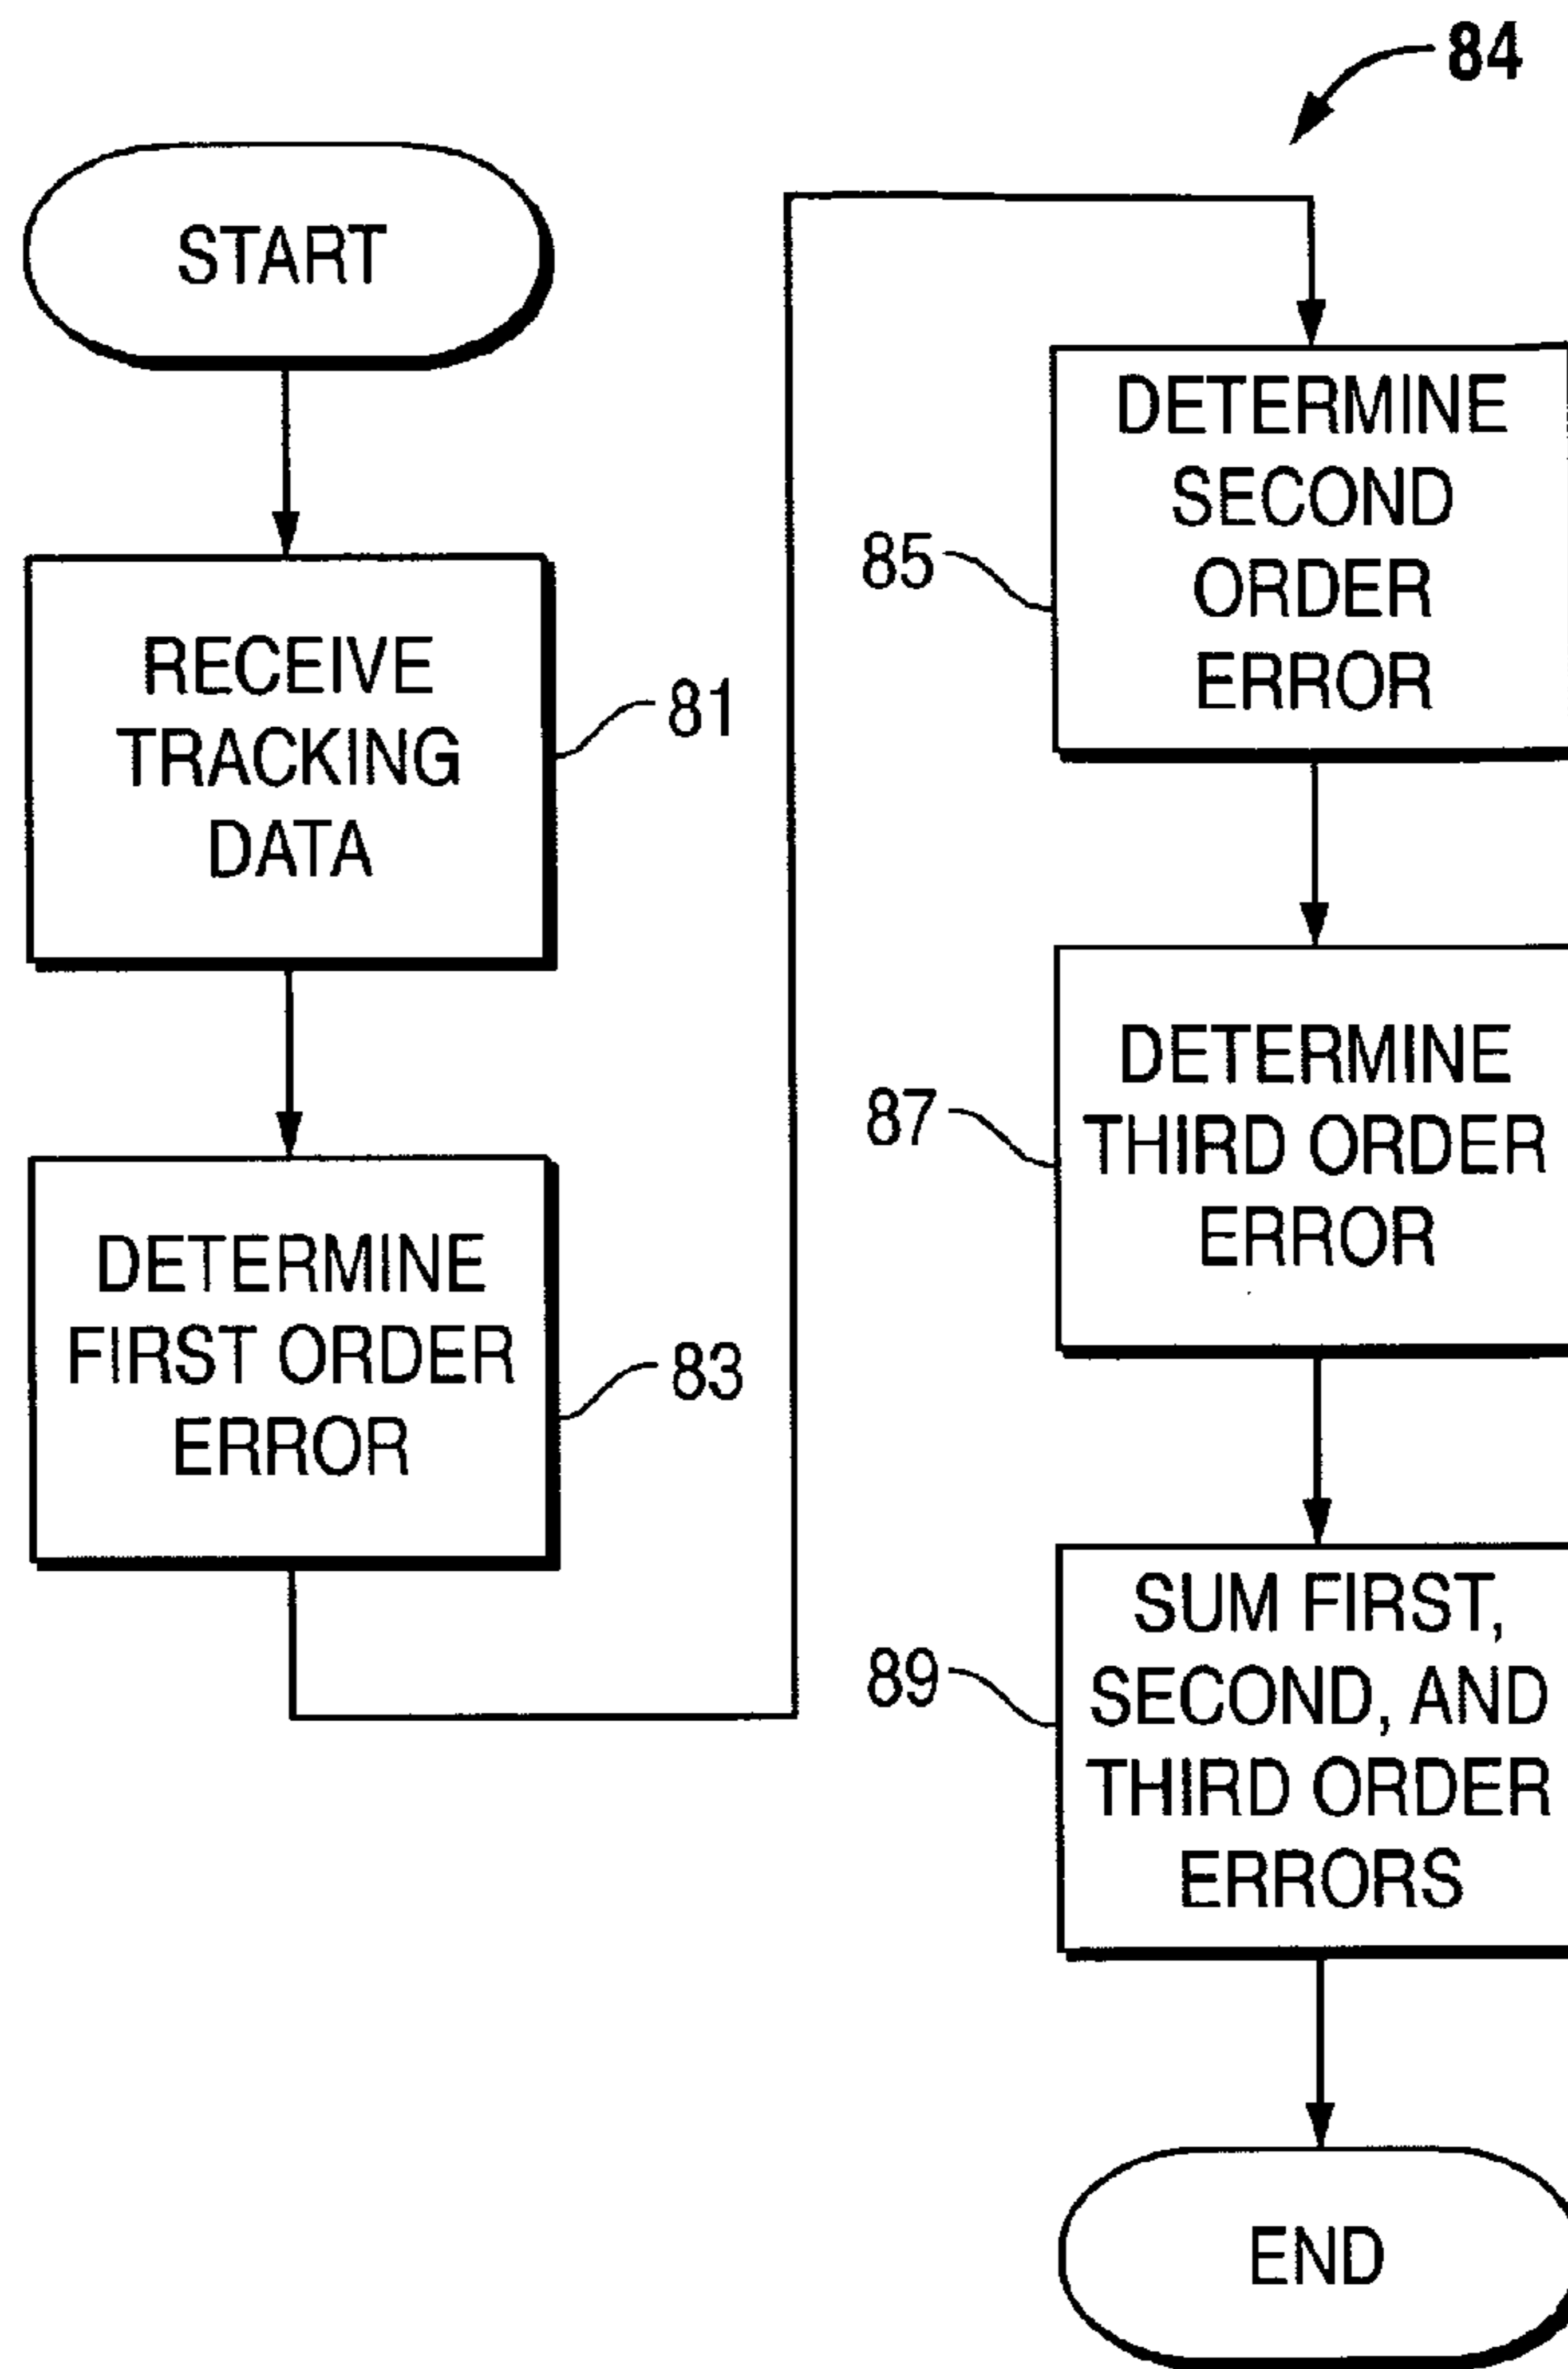 84
START
RECEIVE
TRACKING
DATA
81
DETERMINE
FIRST ORDER
ERROR
83
DETERMINE
SECOND
ORDER
ERROR
85
DETERMINE
THIRD ORDER
ERROR
87
SUM FIRST,
SECOND, AND
THIRD ORDER
ERRORS
89
END